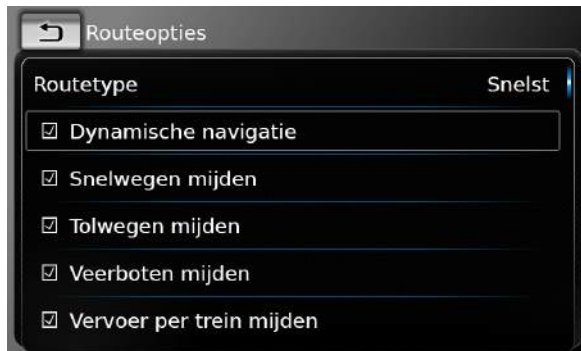 Routeopties
Routetype Snelst
Dynamische navigatie
Snelwegen mijden
Tolwegen mijden
Veerboten mijden
Vervoer per trein mijden